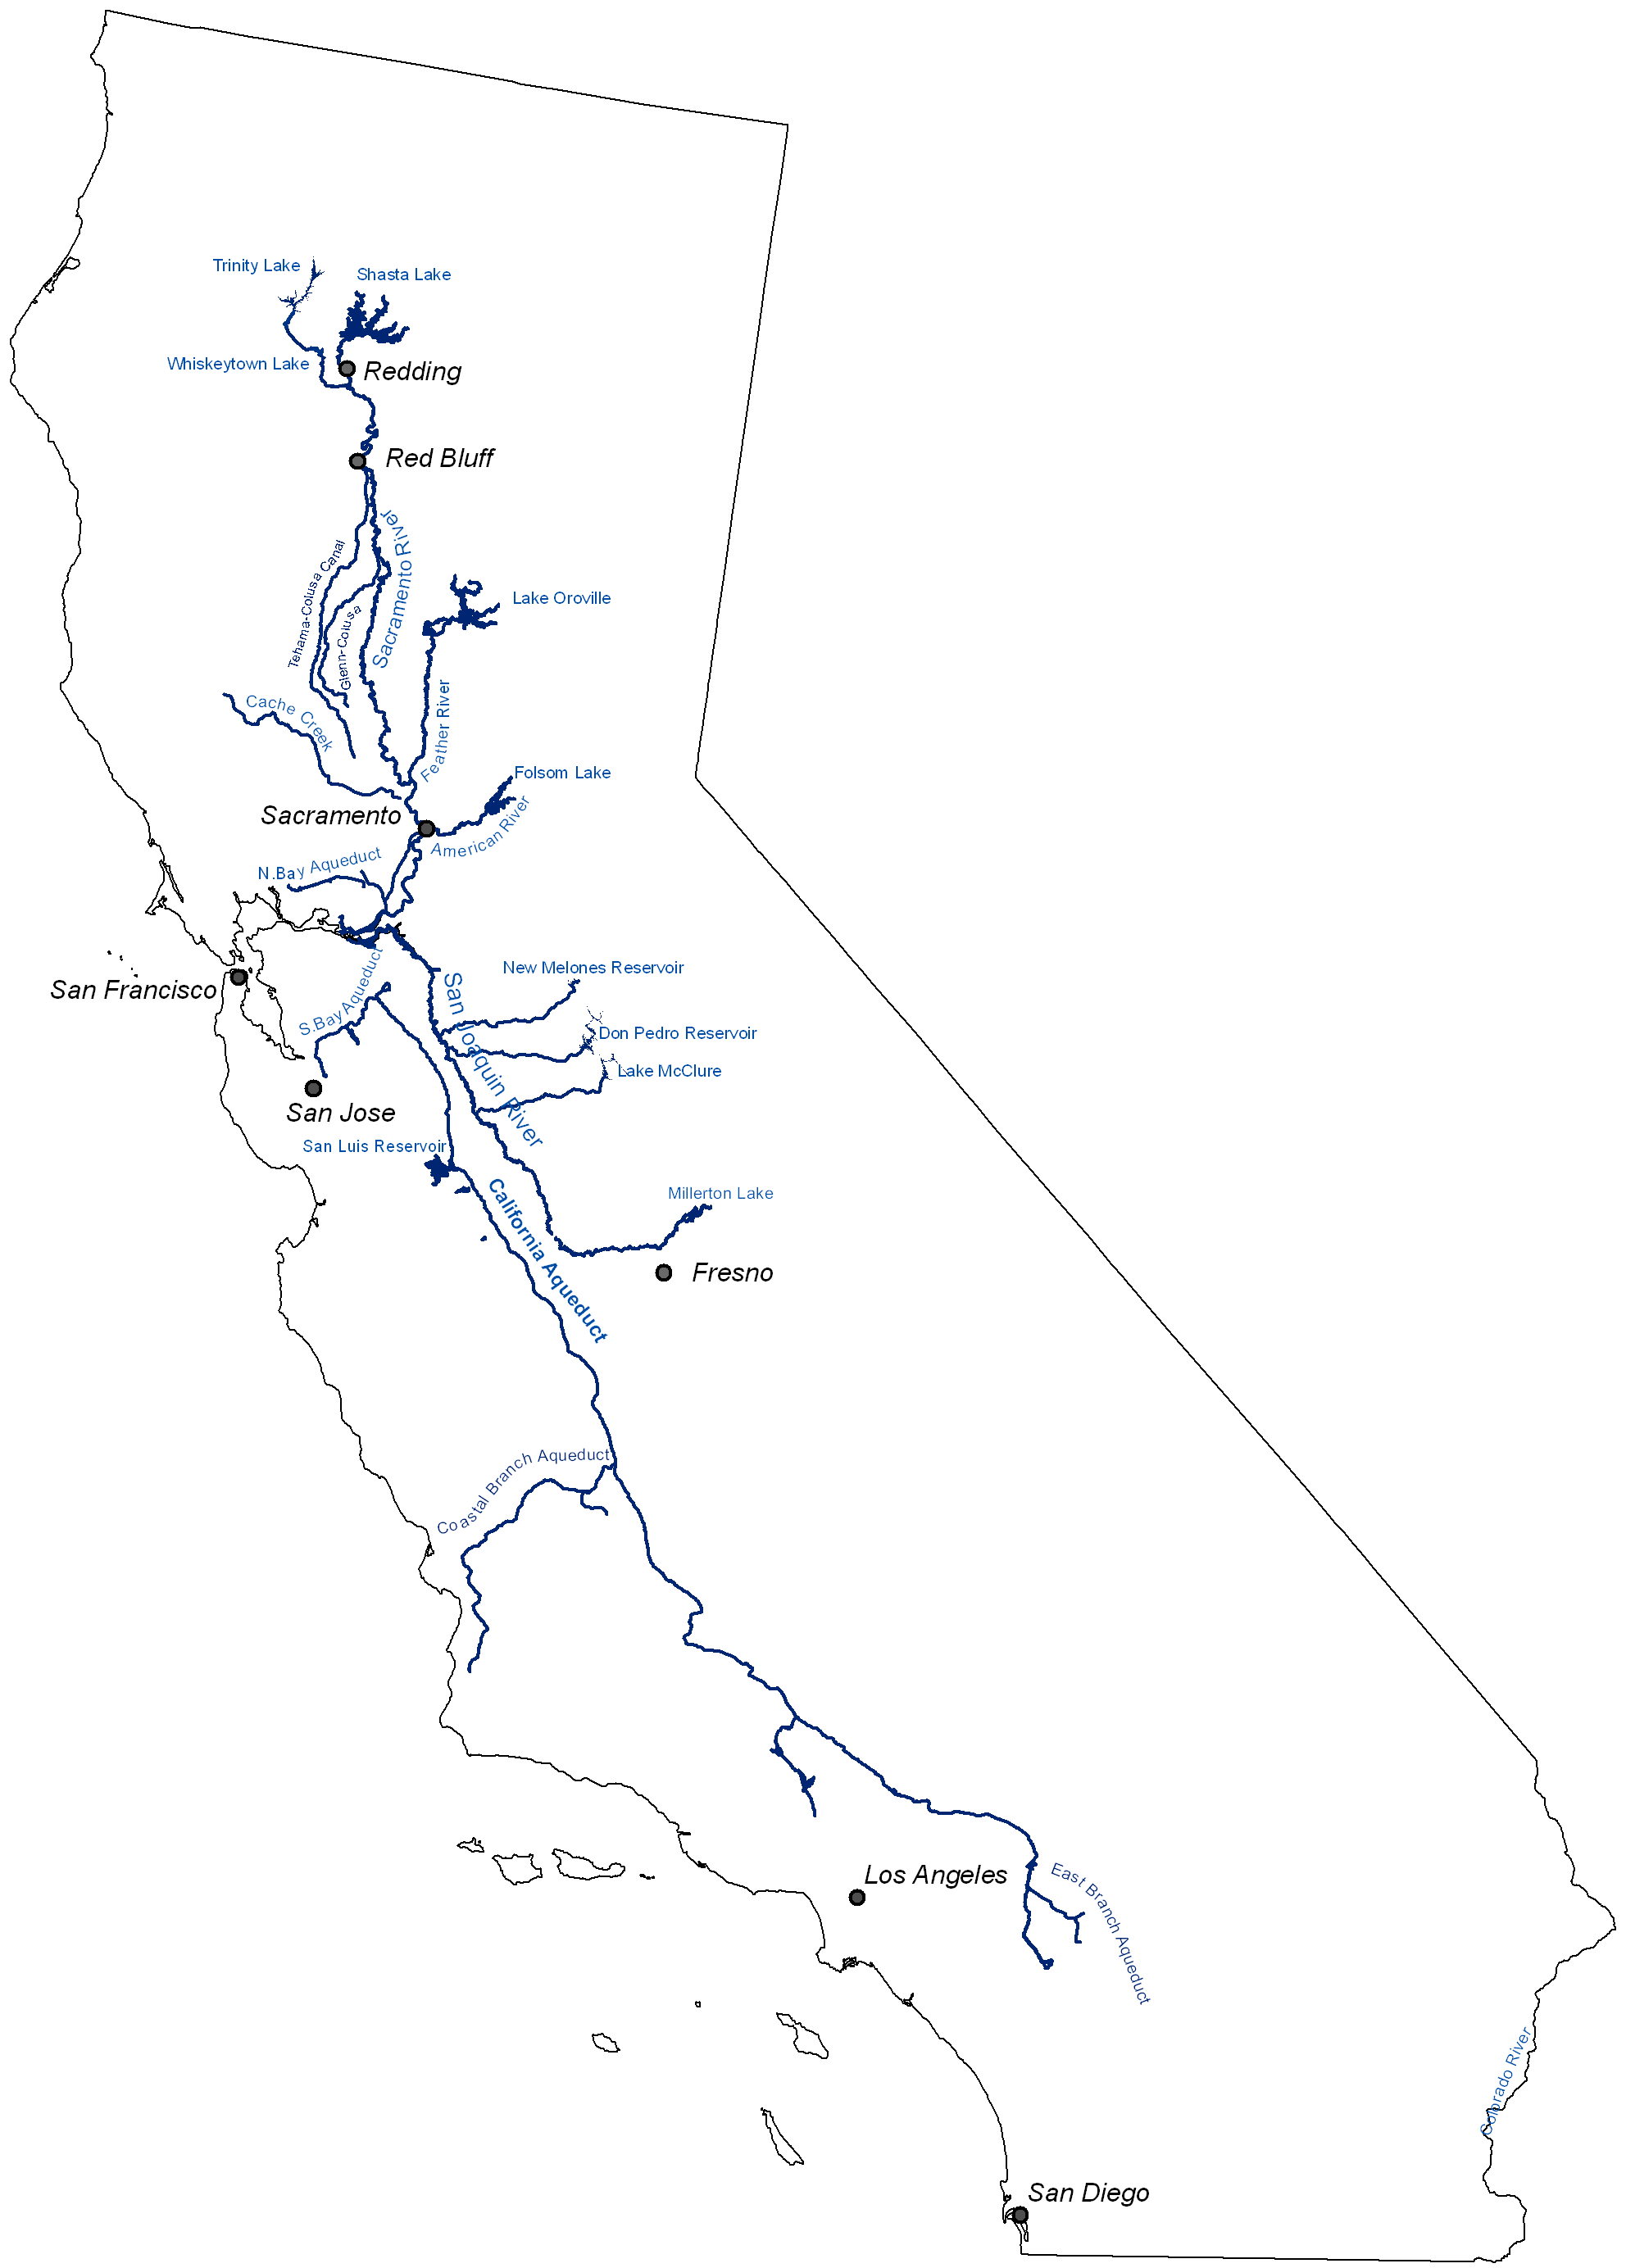 Trinity Lake
Shasta Lake
Whiskeytown Lake
Redding
Red Bluff
Sacramento River
Tehama-Colusa Canal
Glenn-Colusa
Lake Oroville
Cache Creek
Feather River
Folsom Lake
Sacramento
American River
N.Bay Aqueduct
San Francisco
S.Bay Aqueduct
San Joaquin River
New Melones Reservoir
Don Pedro Reservoir
Lake McClure
San Jose
San Luis Reservoir
California Aqueduct
Millerton Lake
Fresno
Coastal Branch Aqueduct
Los Angeles
East Branch Aqueduct
Colorado River
San Diego